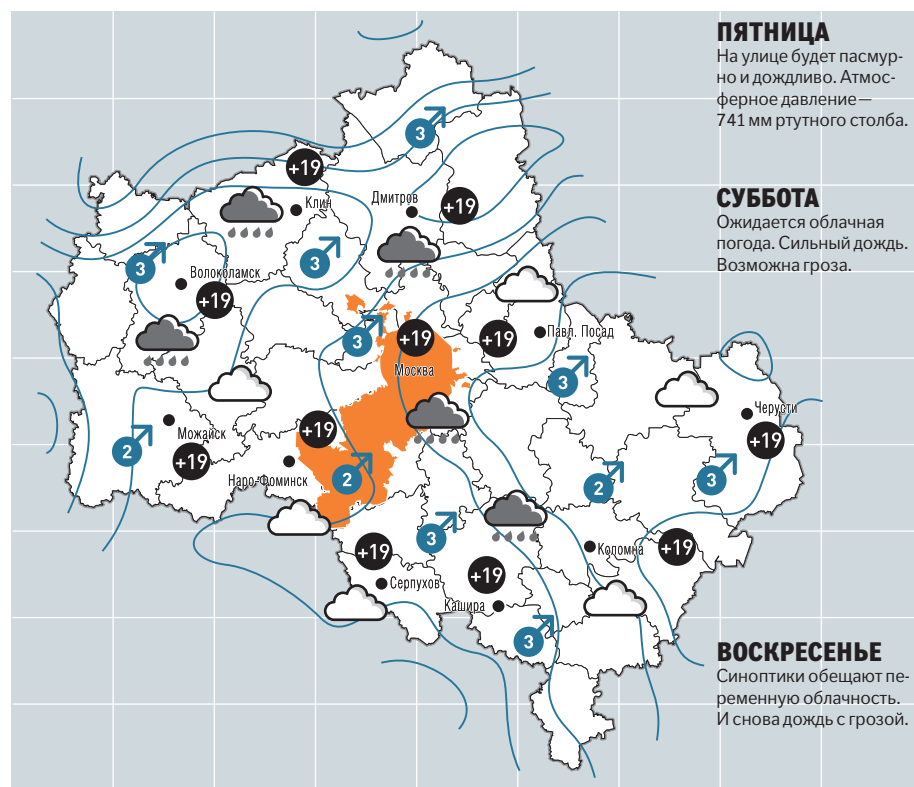 ПЯТНИЦА
На улице будет пасмур-
но и дождливо. Атмос-
ферное давление —
741 мм ртутного столба.
СУББОТА
Ожидается облачная
погода. Сильный дождь.
Возможна гроза.
ВОСКРЕСЕНЬЕ
Синоптики обещают пе-
ременную облачность.
И снова дождь с грозой.
3
+19
Клин
Дмитров
+19
3
3
Волоколамск
+19
3
+19
Москва
+19
Павл. Посад
3
Черусти
+19
3
Можайск
2
+19
+19
Наро-Фоминск
2
2
3
+19
Серпухов
+19
Кашира
3
Коломна
+19